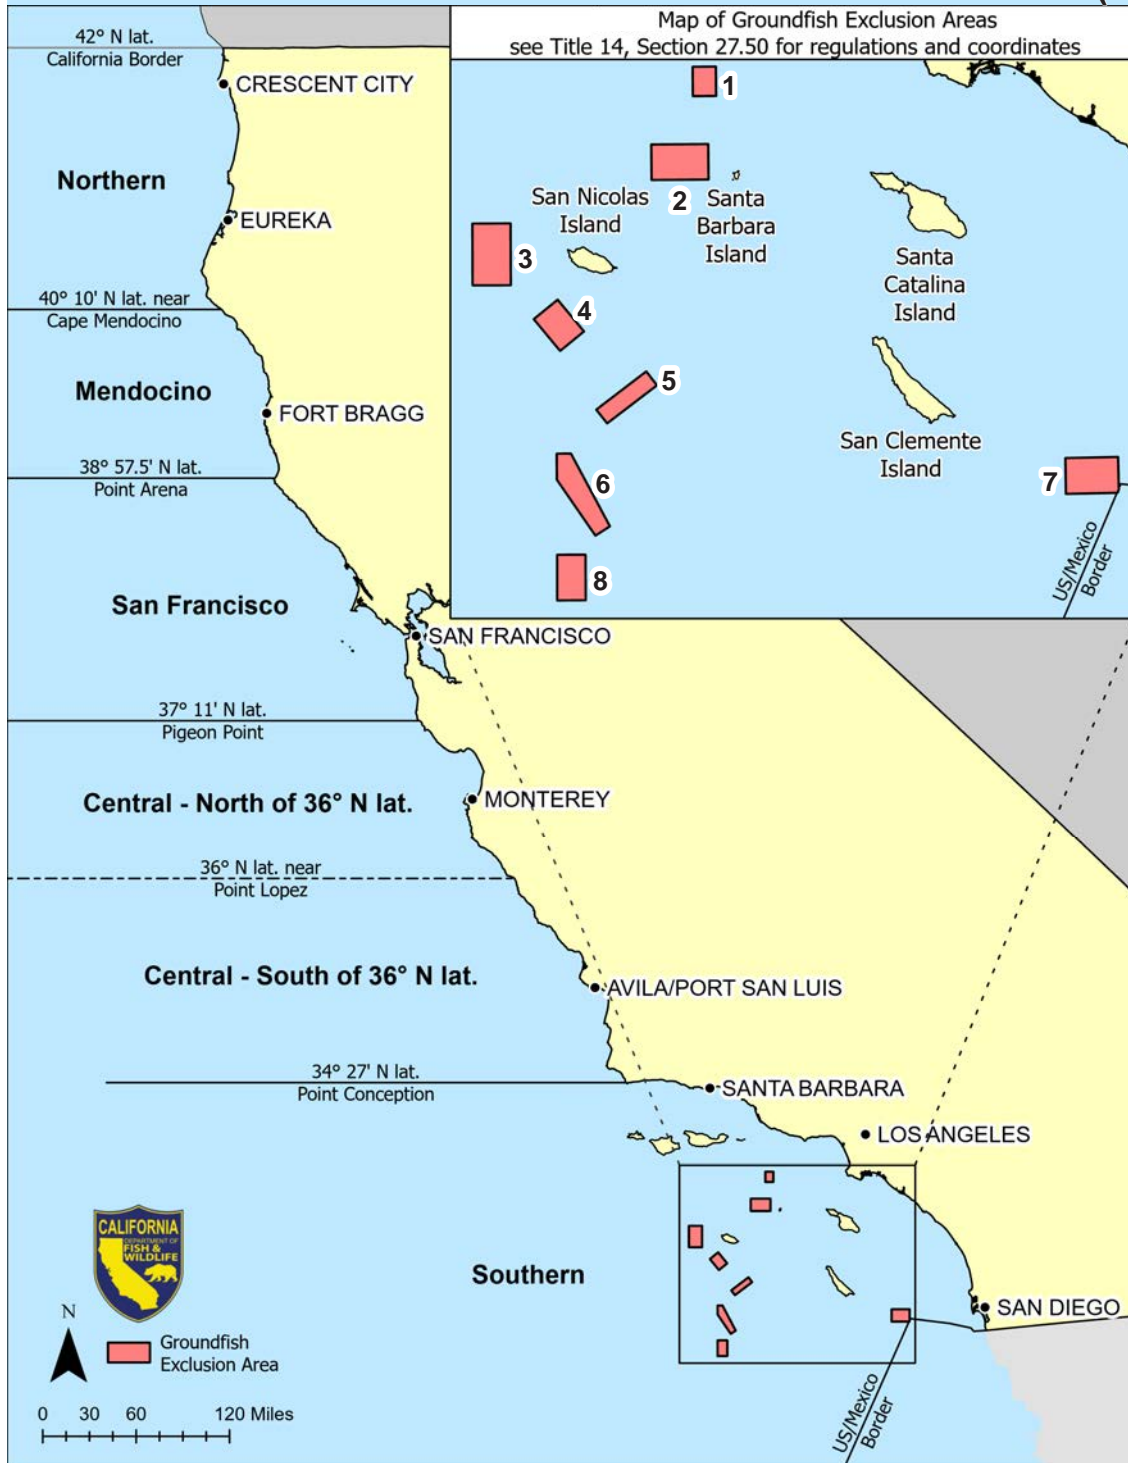 Map of Groundfish Exclusion Areas
see Title 14, Section 27.50 for regulations and coordinates
1
2
San Nicolas
Island
Santa
Barbara
Island
3
Santa
Catalina
Island
4
5
San Clemente
Island
6
7
8
US/Mexico
Border
42° N lat.
California Border
CRESCENT CITY
Northern
EUREKA
40° 10' N lat. near
Cape Mendocino
Mendocino
FORT BRAGG
38° 57.5' N lat.
Point Arena
San Francisco
SAN FRANCISCO
37° 11' N lat.
Pigeon Point
Central - North of 36° N lat.
MONTEREY
36° N lat. near
Point Lopez
Central - South of 36° N lat.
AVILA/PORT SAN LUIS
34° 27' N lat.
Point Conception
SANTA BARBARA
LOS ANGELES
Southern
SAN DIEGO
US/Mexico
Border
CALIFORNIA
DEPARTMENT OF
FISH &
WILDLIFE
N
Groundfish
Exclusion Area
0 30 60 120 Miles